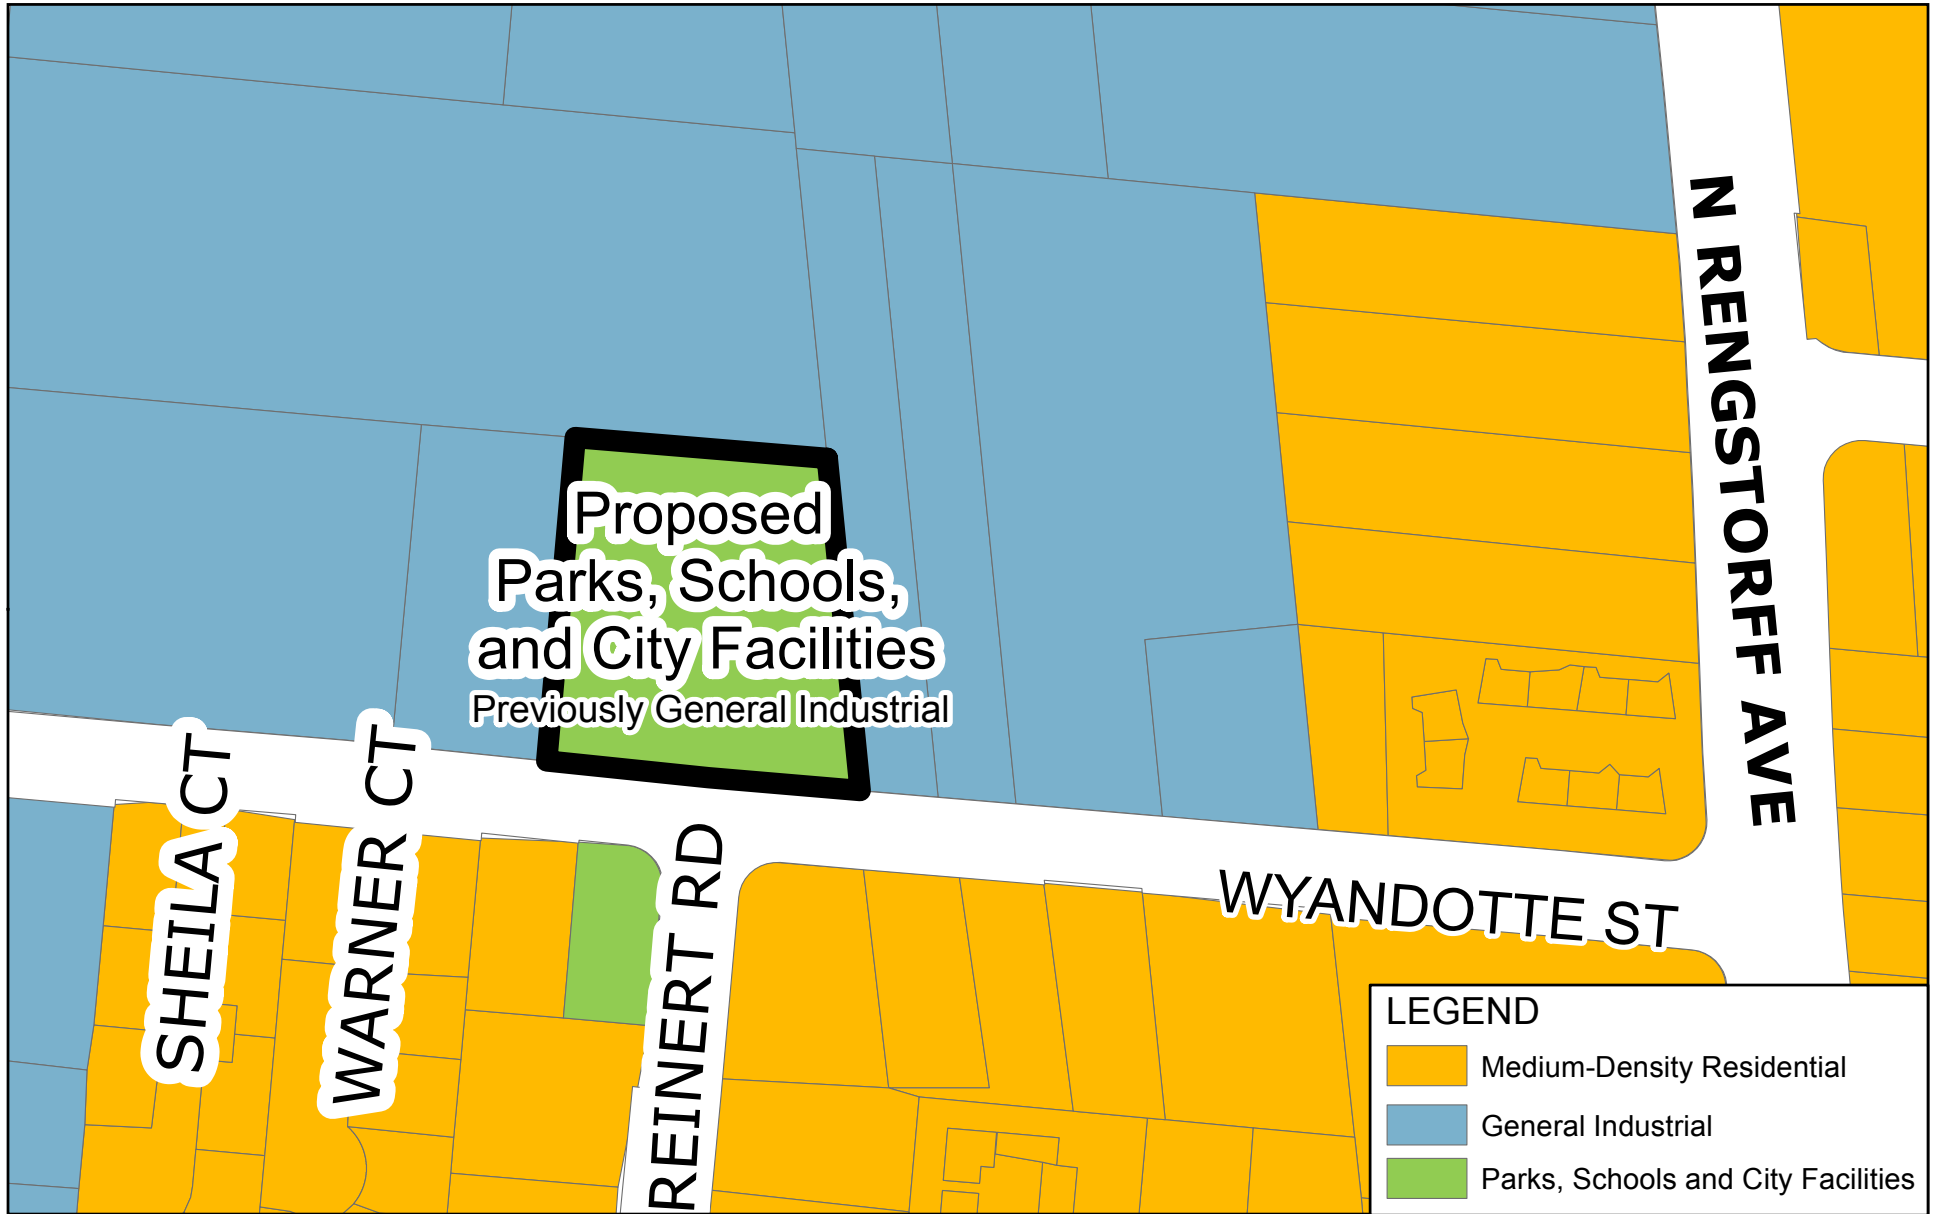 N RENGSTORFF AVE
Proposed
Parks, Schools,
and City Facilities
Previously General Industrial
SHEILA CT
WARNER CT
REINERT RD
WYANDOTTE ST
LEGEND
Medium-Density Residential
General Industrial
Parks, Schools and City Facilities